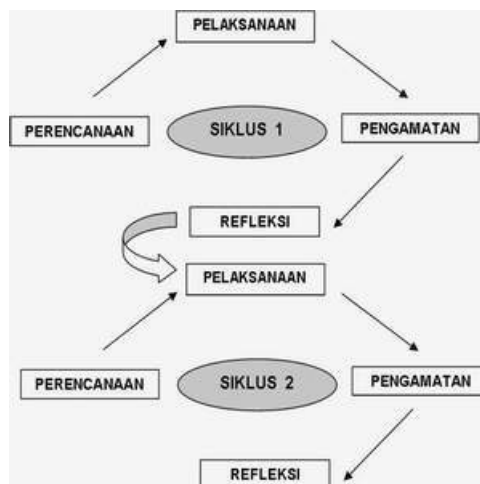 PELAKSANAAN
PERENCANAAN
SIKLUS 1
PENGAMATAN
REFLEKSI
PELAKSANAAN
PERENCANAAN
SIKLUS 2
PENGAMATAN
REFLEKSI